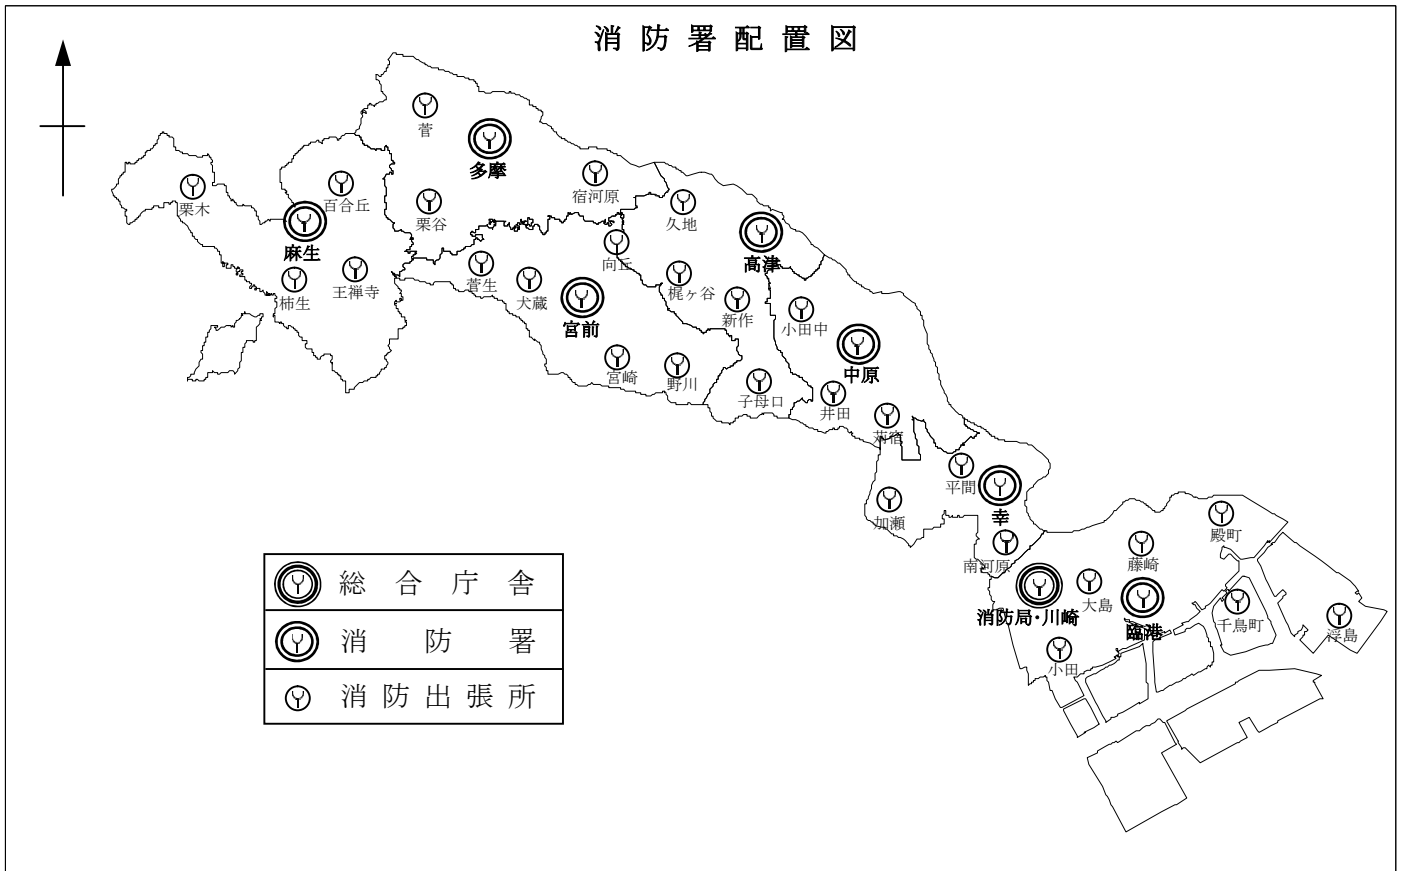 消防署配置図
菅
多摩
宿河原
栗木
百合丘
栗谷
久地
麻生
向丘
高津
柿生
王禅寺
菅生
犬蔵
梶ヶ谷
宮前
新作
小田中
宮崎
野川
中原
子母口
井田
苅宿
平間
加瀬
幸
殿町
南河原
藤崎
大島
消防局・川崎
臨港
千鳥町
浮島
小田
総合庁舎
消防署
消防出張所